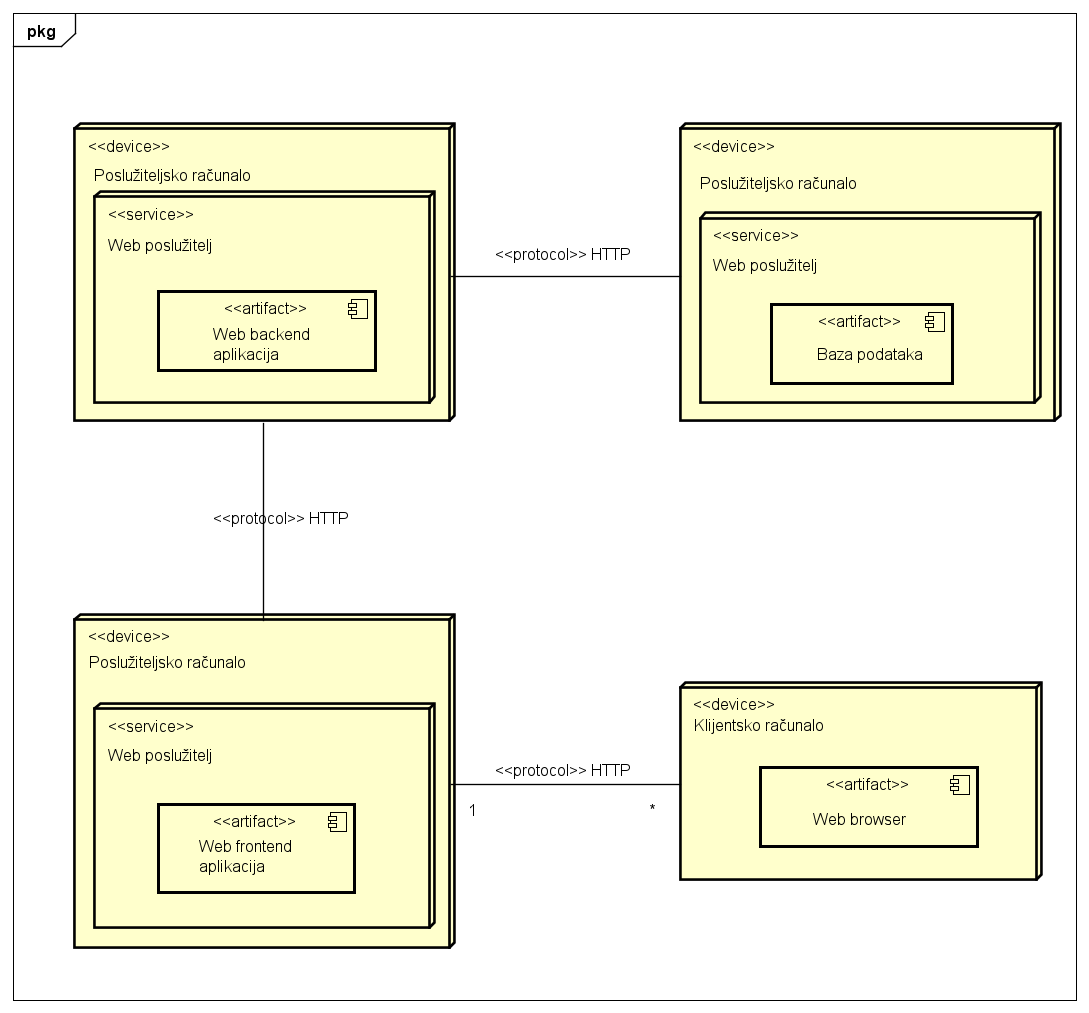 pkg
<<device>>
Poslužiteljsko računalo
<<service>>
Web poslužitelj
<<artifact>>
Web backend
aplikacija
<<protocol>> HTTP
<<device>>
Poslužiteljsko računalo
<<service>>
Web poslužitelj
<<artifact>>
Baza podataka
<<protocol>> HTTP
<<device>>
Poslužiteljsko računalo
<<service>>
Web poslužitelj
<<artifact>>
Web frontend
aplikacija
<<protocol>> HTTP
1
*
<<device>>
Klijentsko računalo
<<artifact>>
Web browser